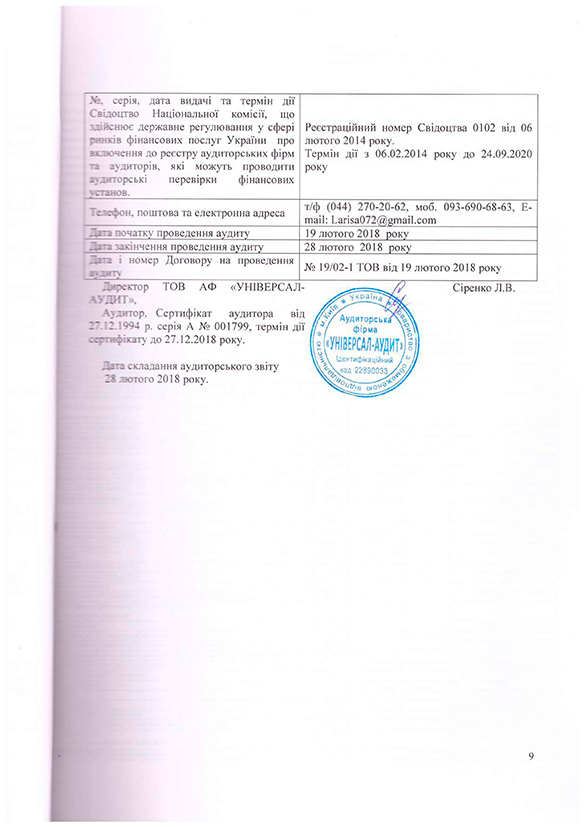 №, серія, дата видачі та термін дії
Свідоцтво Національної комісії, що
здійснює державне регулювання у сфері
ринків фінансових послуг України про
включення до реєстру аудиторських фірм
та аудиторів, які можуть проводити
аудиторські перевірки фінансових
установ.
Реєстраційний номер Свідоцтва 0102 від 06
лютого 2014 року.
Термін дії з 06.02.2014 року до 24.09.2020
року
Телефон, поштова та електронна адреса
т/ф (044) 270-20-62, моб. 093-690-68-63, E-
mail: Larisa072@gmail.com
Дата початку проведення аудиту
19 лютого 2018 року
Дата закінчення проведення аудиту
28 лютого 2018 року
Дата і номер Договору на проведення
аудиту
№ 19/02-1 ТОВ від 19 лютого 2018 року
Директор ТОВ АФ «УНІВЕРСАЛ-
АУДИТ»,
Сіренко Л.В.
Аудитор, Сертифікат аудитора від
27.12.1994 р. серія А № 001799, термін дії
сертифікату до 27.12.2018 року.
Дата складання аудиторського звіту
28 лютого 2018 року.
Україна ★ Товариство з обмеженою відповідальністю ★ м.Київ ★
Аудиторська
фірма
«УНІВЕРСАЛ-АУДИТ»
Ідентифікаційний
код 22890033
9